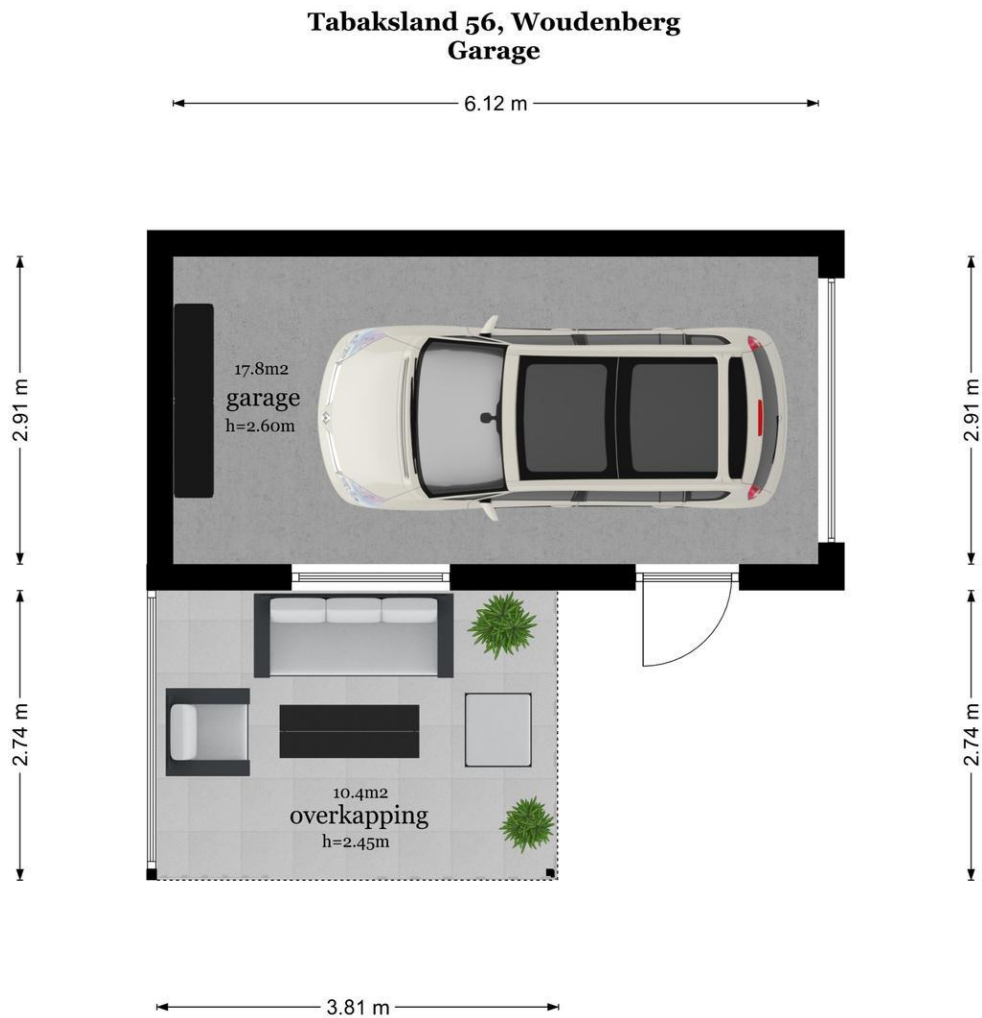 Tabaksland 56, Woudenberg
Garage
6.12 m
2.91 m
2.91 m
17.8m2
garage
h=2.60m
2.74 m
2.74 m
10.4m2
overkapping
h=2.45m
3.81 m